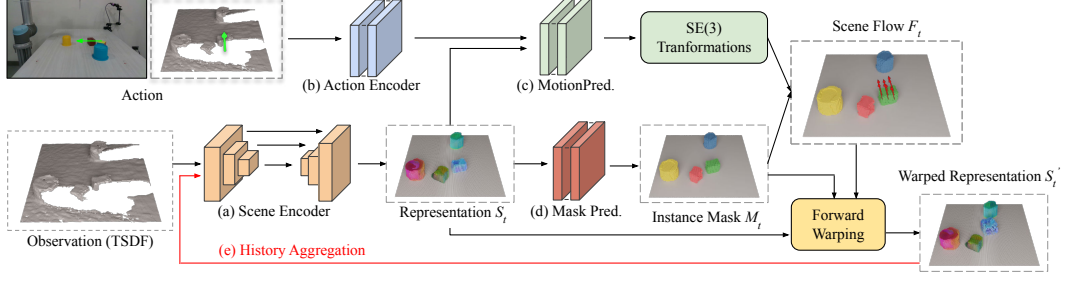 Action
(b) Action Encoder
(c) MotionPred.
SE(3)
Tranformations
Scene Flow F_t
Observation (TSDF)
(a) Scene Encoder
Representation S_t
(d) Mask Pred.
Instance Mask M_t
Forward
Warping
Warped Representation S_t'
(e) History Aggregation